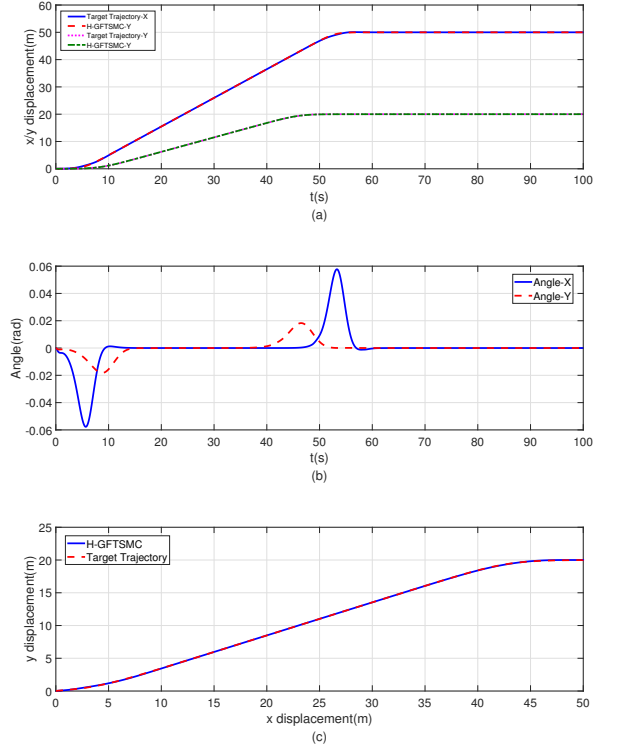 60
50
40
30
20
10
0
x/y displacement(m)
Target Trajectory-X
H-GFTSMC-Y
Target Trajectory-Y
H-GFTSMC-Y
0 10 20 30 40 50 60 70 80 90 100
t(s)
(a)
0.06
0.04
0.02
0
-0.02
-0.04
-0.06
Angle(rad)
Angle-X
Angle-Y
0 10 20 30 40 50 60 70 80 90 100
t(s)
(b)
25
20
15
10
5
0
y displacement(m)
H-GFTSMC
Target Trajectory
0 5 10 15 20 25 30 35 40 45 50
x displacement(m)
(c)